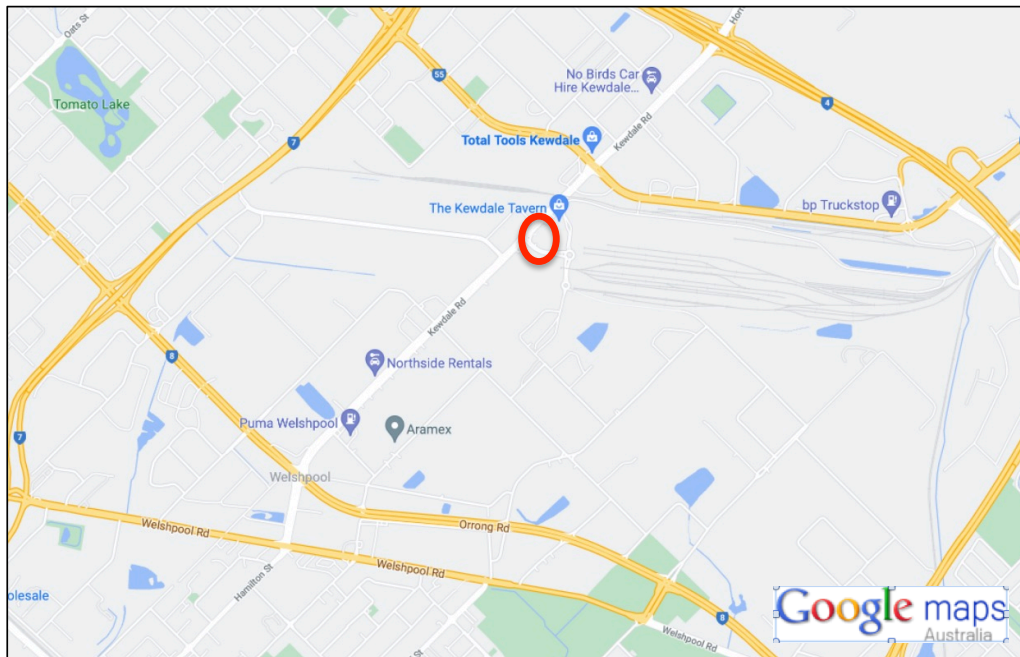 Oats St
Horr
No Birds Car
Hire Kewdale...
55
4
Tomato Lake
7
Total Tools Kewdale
Kewdale Rd
The Kewdale Tavern
bp Truckstop
Kewdale Rd
8
Northside Rentals
Puma Welshpool
Aramex
7
Welshpool
Welshpool Rd
Orrong Rd
Welshpool Rd
Hamilton St
olesale
8
Welshpool Rd
Google maps
Australia